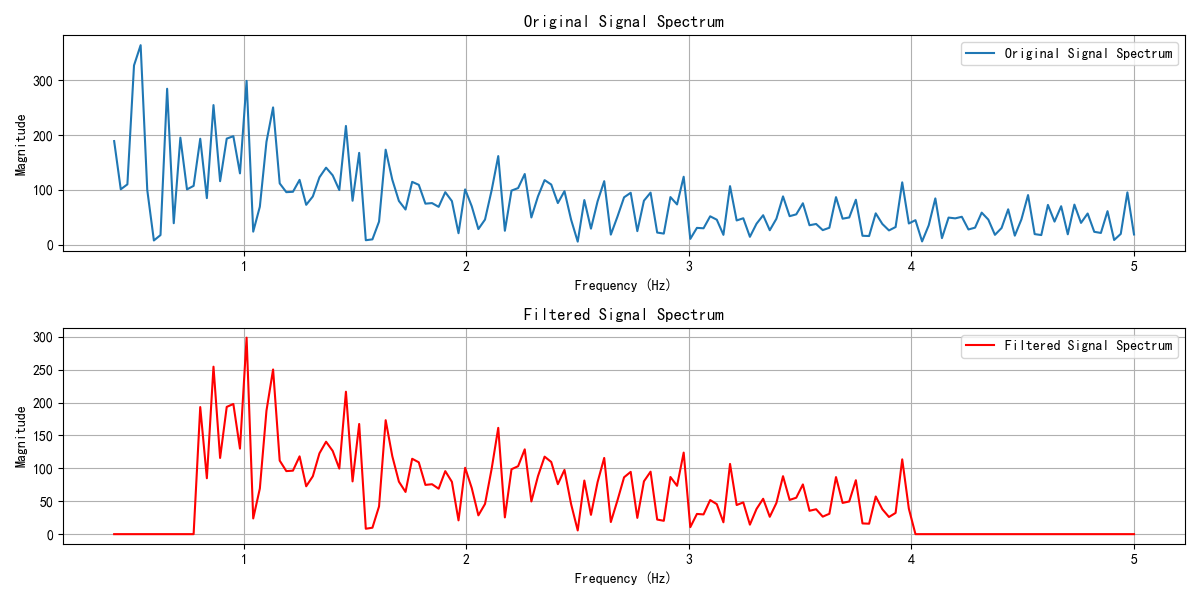 Original Signal Spectrum
Original Signal Spectrum
300
200
100
0
Magnitude
1 2 3 4 5
Frequency (Hz)
Filtered Signal Spectrum
Filtered Signal Spectrum
300
250
200
150
100
50
0
Magnitude
1 2 3 4 5
Frequency (Hz)